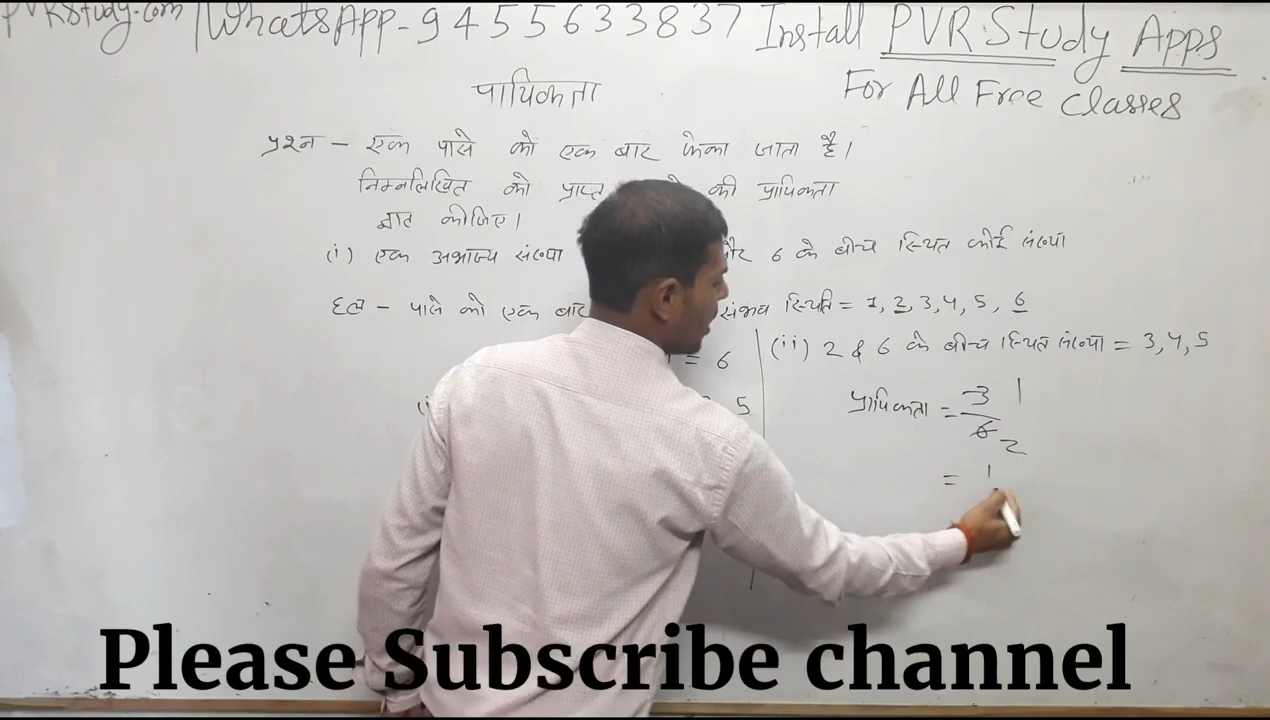 PVRStudy.com | WhatsApp - 9455633837 Install PVR Study Apps
For All Free Classes
प्रायिकता
प्रश्न - एक पासे को एक बार फेंका जाता है।
निम्नलिखित को प्राप्त की प्रायिकता
ज्ञात कीजिए।
(i) एक अभाज्य संख्या और 6 के बीच स्थित कोई संख्या
हल - पासे को एक बार संभव स्थिति = 1, 2, 3, 4, 5, 6
= 6
(ii) 2 & 6 के बीच स्थित संख्या = 3, 4, 5
5
प्रायिकता = 3/6 1 2
= 1
Please Subscribe channel